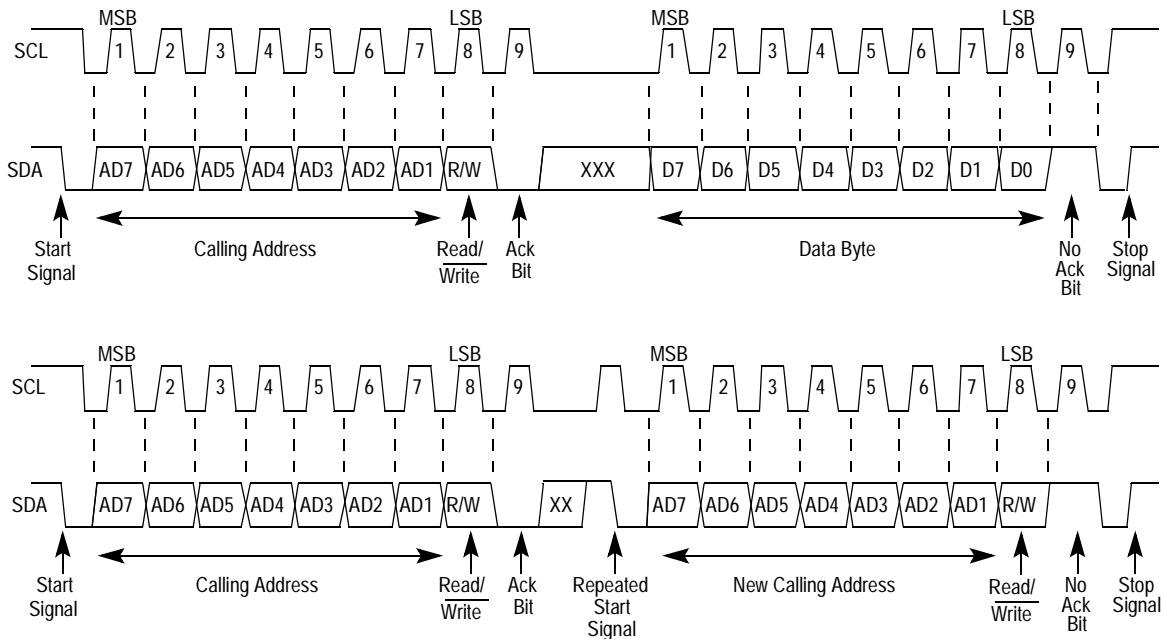 MSB LSB MSB LSB
SCL 1 2 3 4 5 6 7 8 9 1 2 3 4 5 6 7 8 9
SDA AD7 AD6 AD5 AD4 AD3 AD2 AD1 R/W XXX D7 D6 D5 D4 D3 D2 D1 D0
Start Calling Address Read/ Ack Data Byte No Stop
Signal Write Bit Ack Signal
Bit
MSB LSB MSB LSB
SCL 1 2 3 4 5 6 7 8 9 1 2 3 4 5 6 7 8 9
SDA AD7 AD6 AD5 AD4 AD3 AD2 AD1 R/W XX AD7 AD6 AD5 AD4 AD3 AD2 AD1 R/W
Start Calling Address Read/ Ack Repeated New Calling Address Read/ No Stop
Signal Write Bit Start Write Ack Signal
Signal Bit